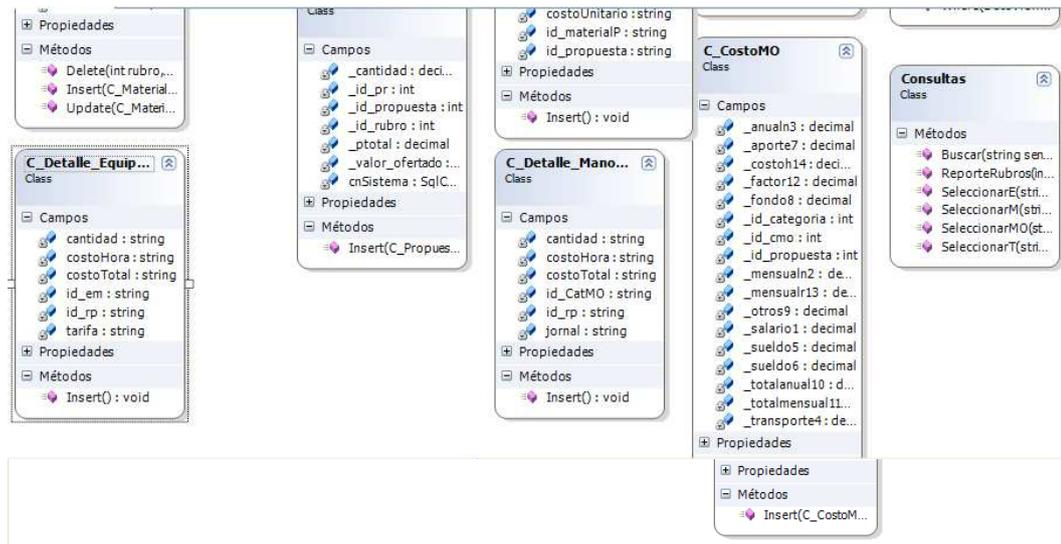 Propiedades
Métodos
Delete(int rubro,...
Insert(C_Material...
Update(C_Materi...
C_Detalle_Equip...
Class
Campos
cantidad : string
costoHora : string
costoTotal : string
id_em : string
id_rp : string
tarifa : string
Propiedades
Métodos
Insert() : void
Class
Campos
_cantidad : deci...
_id_pr : int
_id_propuesta : int
_id_rubro : int
_ptotal : decimal
_valor_ofertado :...
cnSistema : SqlC...
Propiedades
Métodos
Insert(C_Propues...
costoUnitario : string
id_materialP : string
id_propuesta : string
Propiedades
Métodos
Insert() : void
C_Detalle_Mano...
Class
Campos
cantidad : string
costoHora : string
costoTotal : string
id_CatMO : string
id_rp : string
jornal : string
Propiedades
Métodos
Insert() : void
C_CostoMO
Class
Campos
_anualn3 : decimal
_aporte7 : decimal
_costoh14 : deci...
_factor12 : decimal
_fondo8 : decimal
_id_categoria : int
_id_cmo : int
_id_propuesta : int
_mensualn2 : de...
_mensualr13 : de...
_otros9 : decimal
_salario1 : decimal
_sueldo5 : decimal
_sueldo6 : decimal
_totalanual10 : d...
_totalmensual11...
_transporte4 : de...
Propiedades
Propiedades
Métodos
Insert(C_CostoM...
Consultas
Class
Métodos
Buscar(string sen...
ReporteRubros(in...
SeleccionarE(stri...
SeleccionarM(stri...
SeleccionarMO(st...
SeleccionarT(stri...